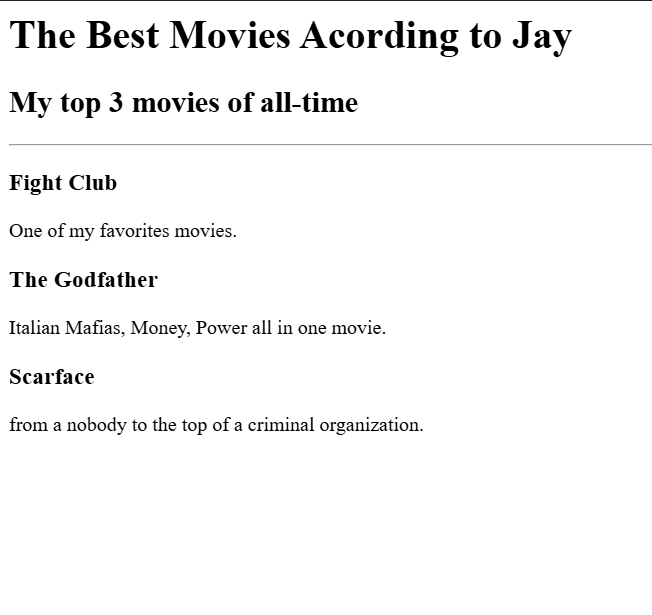 The Best Movies Acording to Jay
My top 3 movies of all-time
Fight Club
One of my favorites movies.
The Godfather
Italian Mafias, Money, Power all in one movie.
Scarface
from a nobody to the top of a criminal organization.